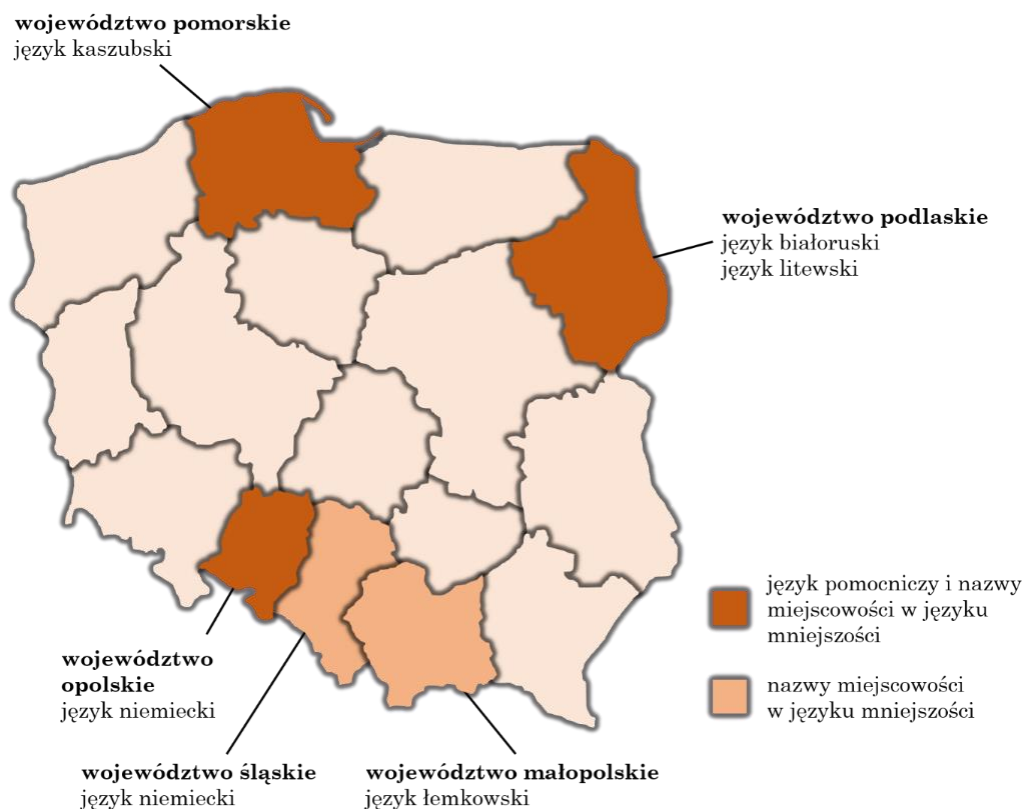 województwo pomorskie
język kaszubski
województwo podlaskie
język białoruski
język litewski
język pomocniczy i nazwy
miejscowości w języku
mniejszości
nazwy miejscowości
w języku mniejszości
województwo
opolskie
język niemiecki
województwo śląskie
język niemiecki
województwo małopolskie
język łemkowski